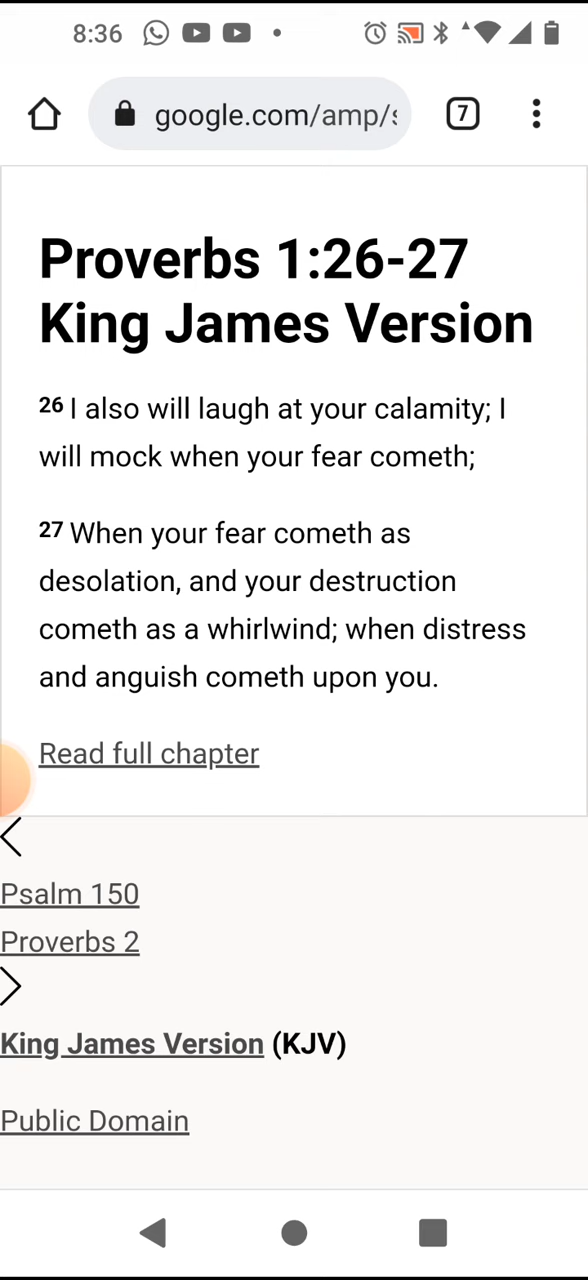 8:36
google.com/amp/s
7
Proverbs 1:26-27
King James Version
26 I also will laugh at your calamity; I
will mock when your fear cometh;
27 When your fear cometh as
desolation, and your destruction
cometh as a whirlwind; when distress
and anguish cometh upon you.
Read full chapter
Psalm 150
Proverbs 2
King James Version (KJV)
Public Domain